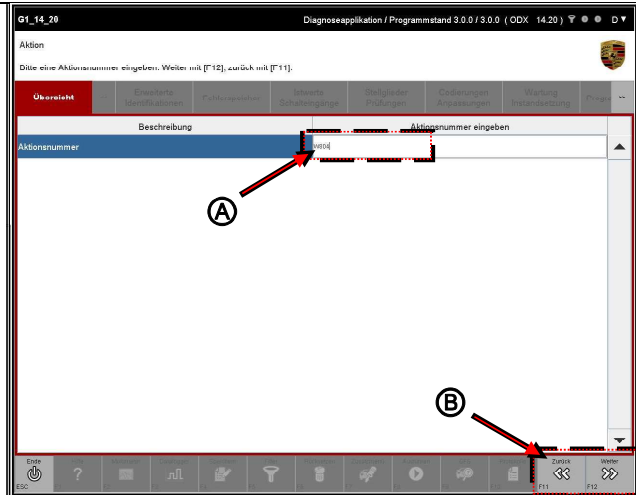 G1_14_20
Diagnoseapplikation / Programmstand 3.0.0 / 3.0.0 ( ODX 14.20 )
D
Aktion
Bitte eine Aktionsnummer eingeben. Weiter mit [F12], zurück mit [F11].
Übersicht
Erweiterte Identifikationen
Fehlerspeicher
Istwerte Schalteingänge
Stellglieder Prüfungen
Codierungen Anpassungen
Wartung Instandsetzung
Beschreibung
Aktionsnummer eingeben
Aktionsnummer
W804
A
B
Ende
ESC
Zurück
F11
Weiter
F12